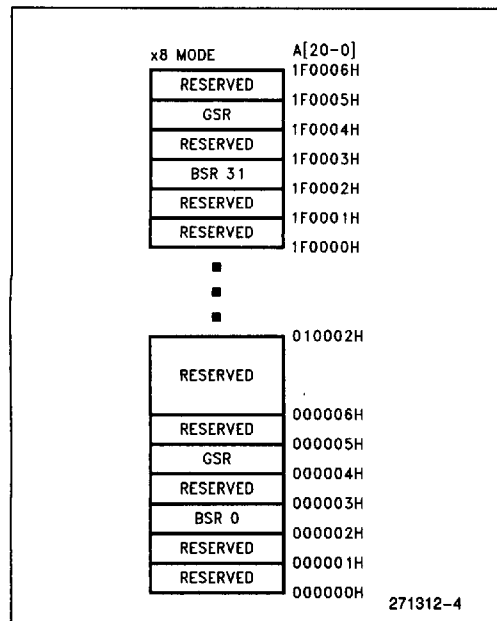 x8 MODE A[20-0]
1F0006H
RESERVED
1F0005H
GSR
1F0004H
RESERVED
1F0003H
BSR 31
1F0002H
RESERVED
1F0001H
RESERVED
1F0000H
010002H
RESERVED
000006H
RESERVED
000005H
GSR
000004H
RESERVED
000003H
BSR 0
000002H
RESERVED
000001H
RESERVED
000000H
271312-4